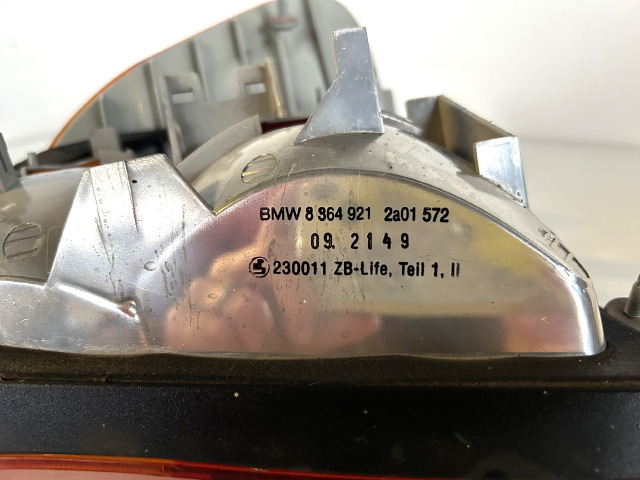 BMW 8 364 921 2a01 572
09. 2149
230011 ZB-Life, Teil 1, II